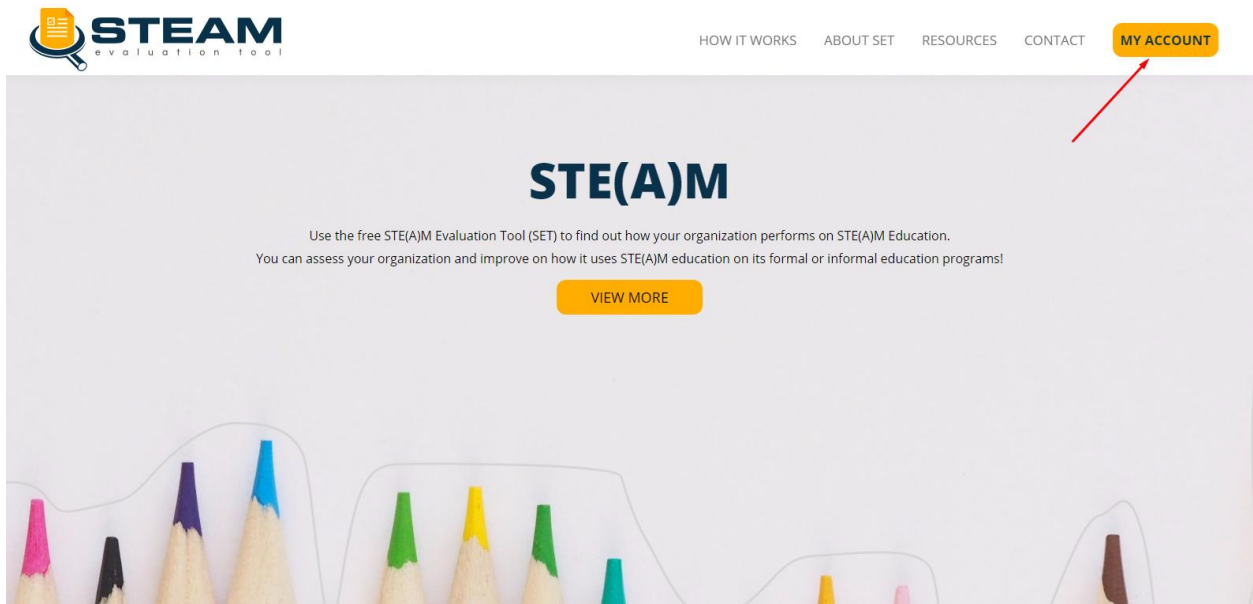 STEAM
evaluation tool
HOW IT WORKS ABOUT SET RESOURCES CONTACT MY ACCOUNT
STE(A)M
Use the free STE(A)M Evaluation Tool (SET) to find out how your organization performs on STE(A)M Education.
You can assess your organization and improve on how it uses STE(A)M education on its formal or informal education programs!
VIEW MORE